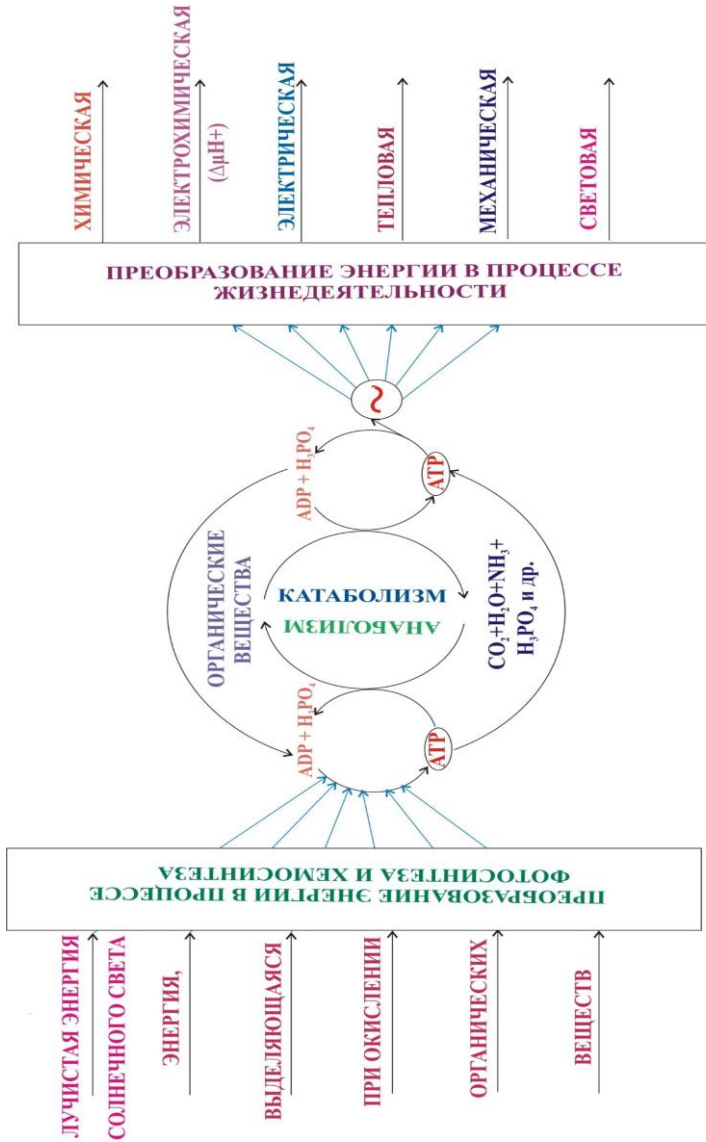 ЛУЧИСТАЯ ЭНЕРГИЯ
СОЛНЕЧНОГО СВЕТА
ЭНЕРГИЯ,
ВЫДЕЛЯЮЩАЯСЯ
ПРИ ОКИСЛЕНИИ
ОРГАНИЧЕСКИХ
ВЕЩЕСТВ
ПРЕОБРАЗОВАНИЕ ЭНЕРГИИ В ПРОЦЕССЕ
ФОТОСИНТЕЗА И ХЕМОСИНТЕЗА
ADP + H₃PO₄
ATP
ОРГАНИЧЕСКИЕ
ВЕЩЕСТВА
АНАБОЛИЗМ
КАТАБОЛИЗМ
CO₂+H₂O+NH₃+
H₃PO₄ и др.
ADP + H₃PO₄
ATP
~
ПРЕОБРАЗОВАНИЕ ЭНЕРГИИ В ПРОЦЕССЕ
ЖИЗНЕДЕЯТЕЛЬНОСТИ
ХИМИЧЕСКАЯ
ЭЛЕКТРОХИМИЧЕСКАЯ
(ΔμH+)
ЭЛЕКТРИЧЕСКАЯ
ТЕПЛОВАЯ
МЕХАНИЧЕСКАЯ
СВЕТОВАЯ